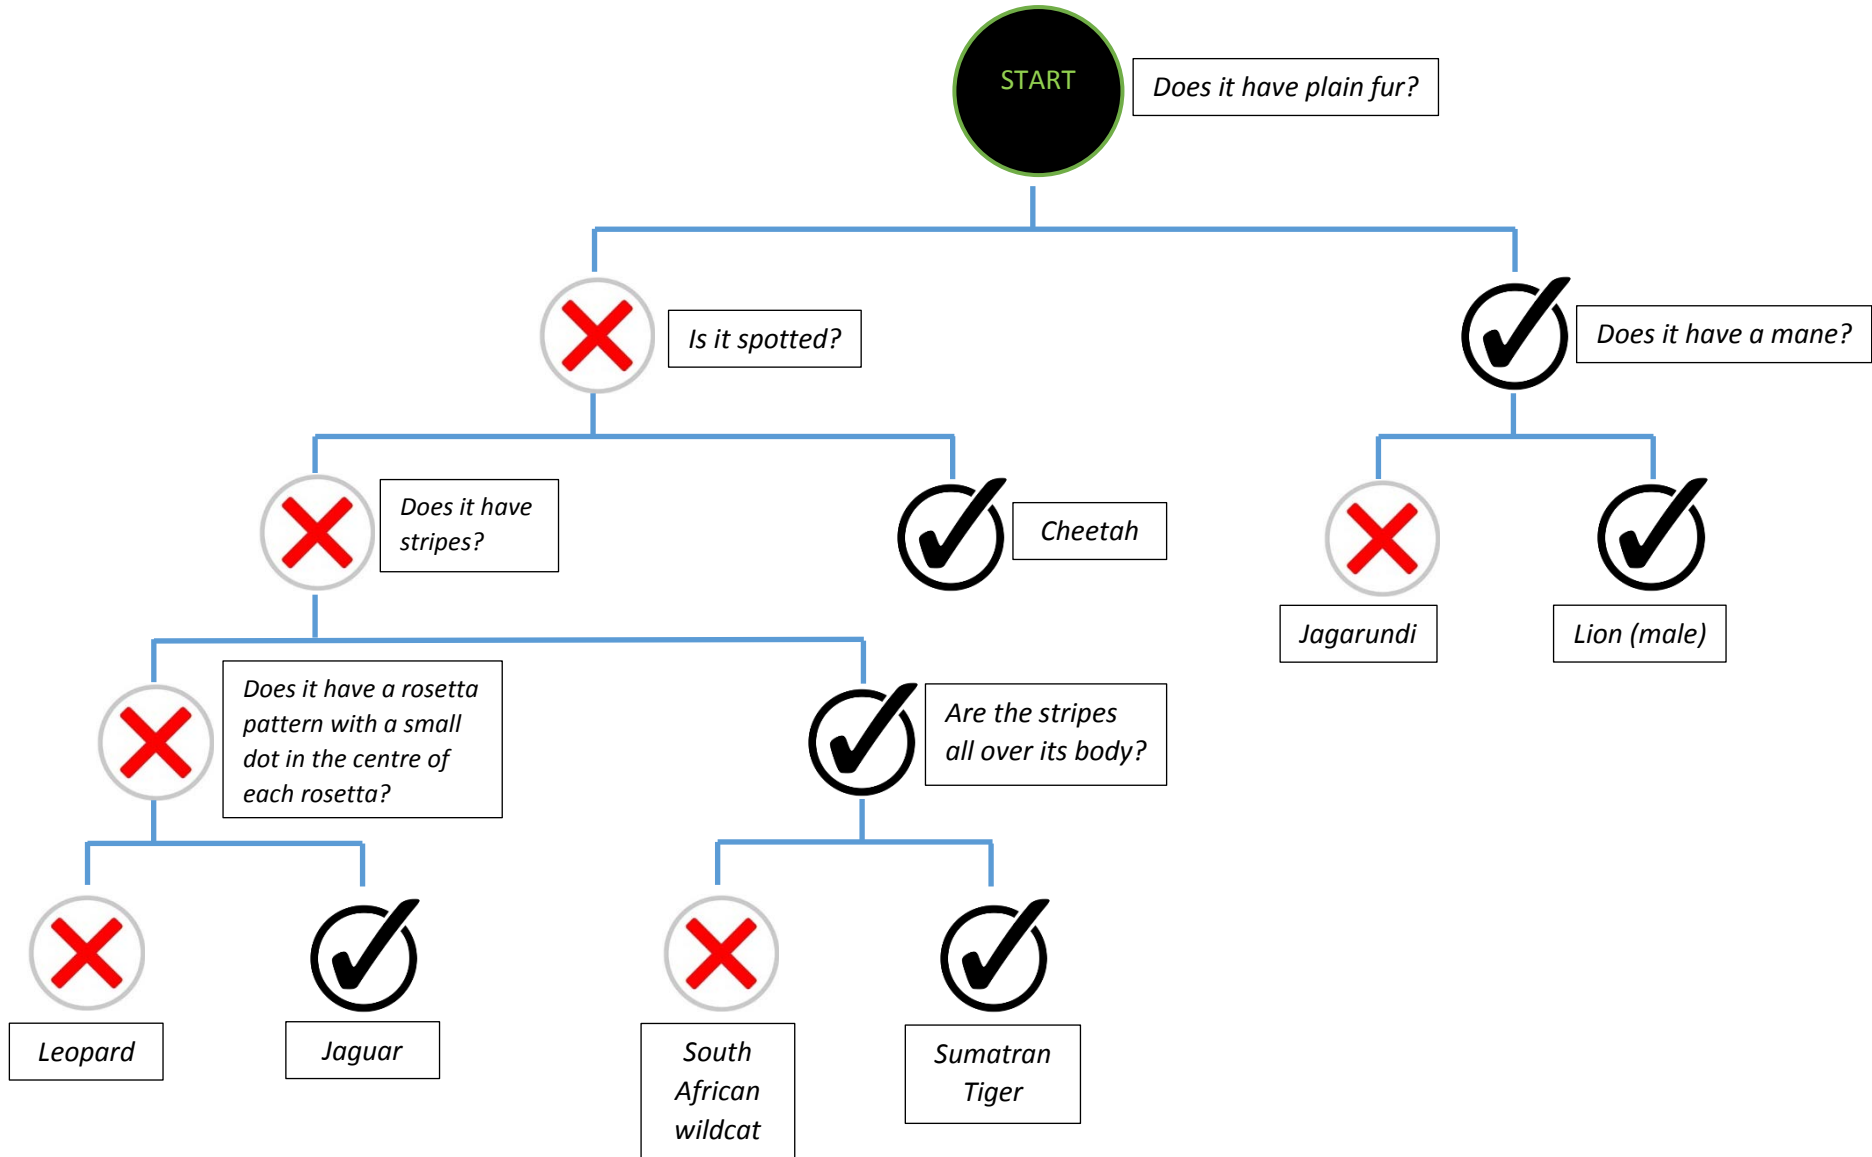 START
Does it have plain fur?
Is it spotted?
Does it have a mane?
Does it have
stripes?
Cheetah
Jagarundi
Lion (male)
Does it have a rosetta
pattern with a small
dot in the centre of
each rosetta?
Are the stripes
all over its body?
Leopard
Jaguar
South
African
wildcat
Sumatran
Tiger